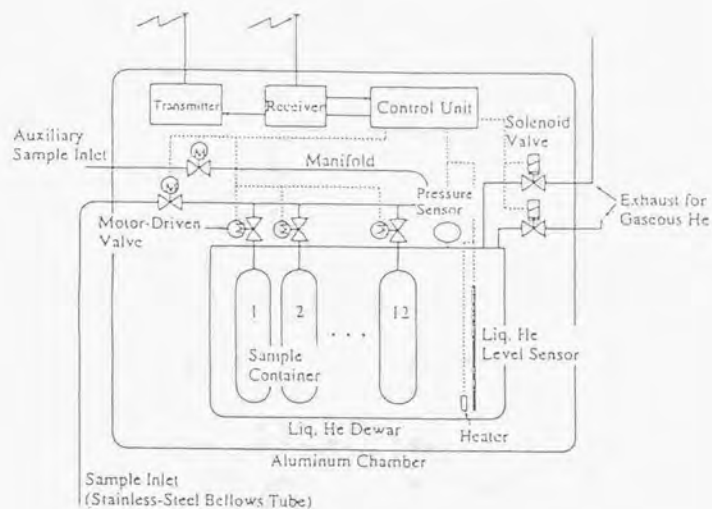 Transmitter
Receiver
Control Unit
Solenoid
Valve
Auxiliary
Sample Inlet
Manifold
M
M
Pressure
Sensor
Exhaust for
Gaseous He
Motor-Driven
Valve
M
M
M
1
2
. . .
12
Sample
Container
Liq. He
Level Sensor
Liq. He Dewar
Heater
Aluminum Chamber
Sample Inlet
(Stainless-Steel Bellows Tube)